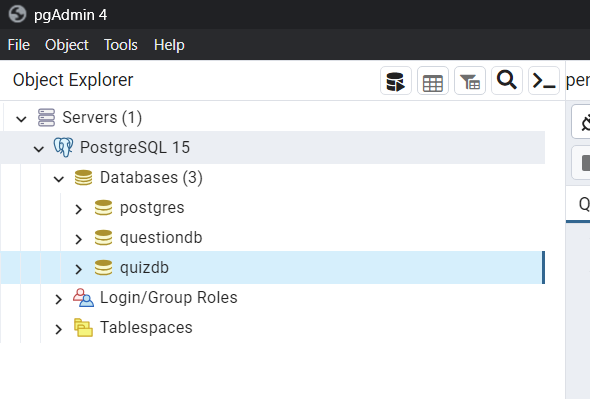 pgAdmin 4
File Object Tools Help
Object Explorer
Servers (1)
PostgreSQL 15
Databases (3)
postgres
questiondb
quizdb
Login/Group Roles
Tablespaces